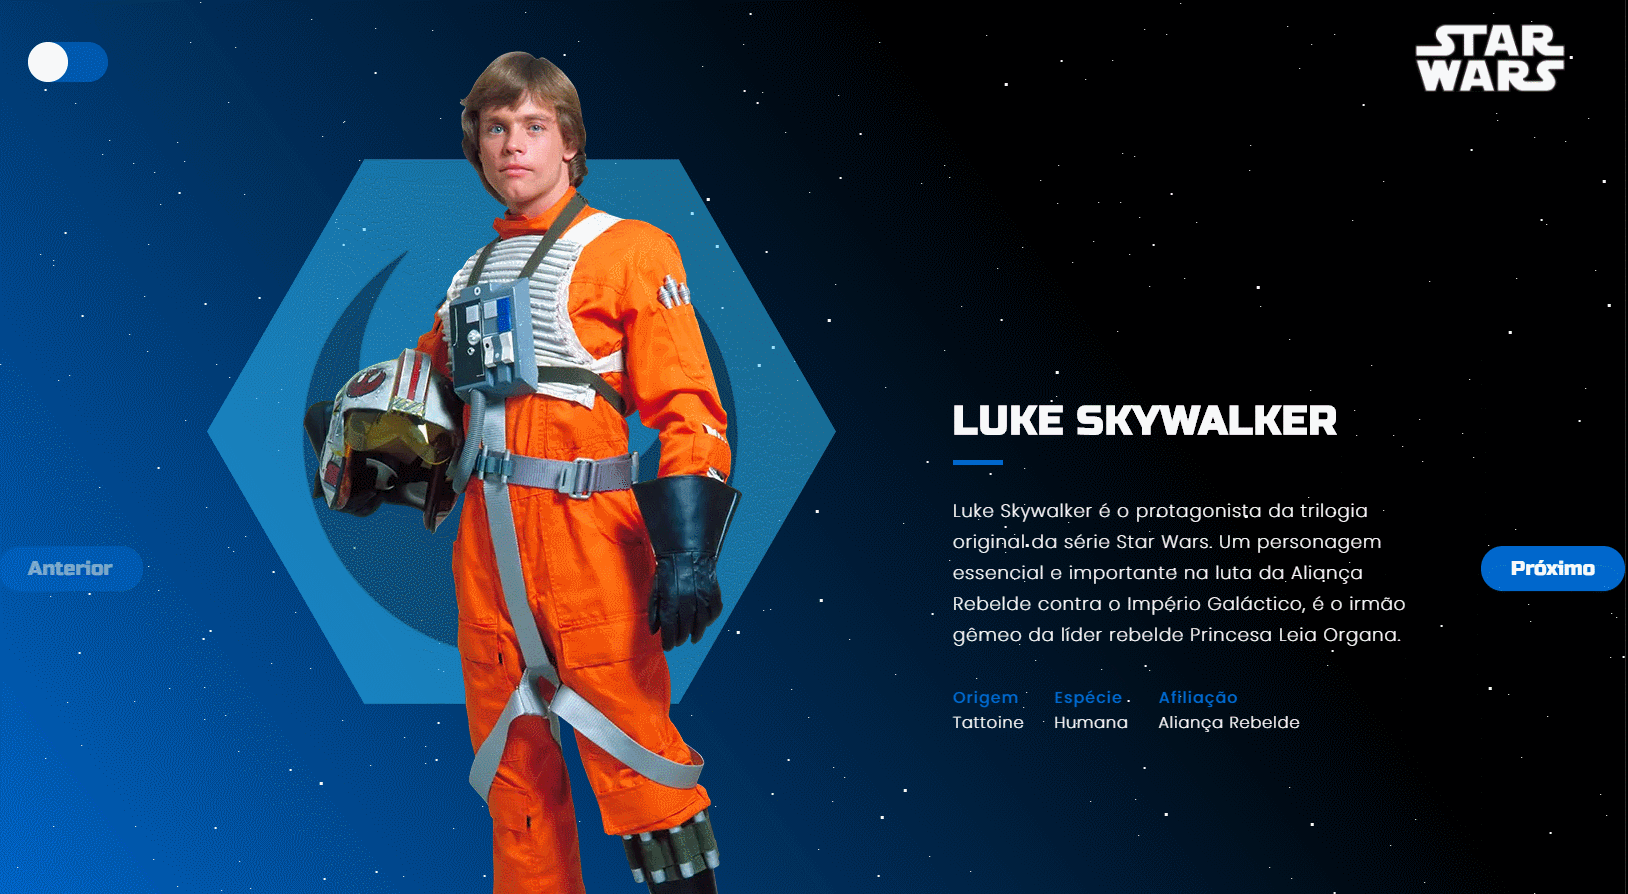 STAR
WARS
LUKE SKYWALKER
Luke Skywalker é o protagonista da trilogia
original da série Star Wars. Um personagem
essencial e importante na luta da Aliança
Rebelde contra o Império Galáctico, é o irmão
gêmeo da líder rebelde Princesa Leia Organa.
Anterior
Próximo
Origem Espécie Afiliação
Tattoine Humana Aliança Rebelde